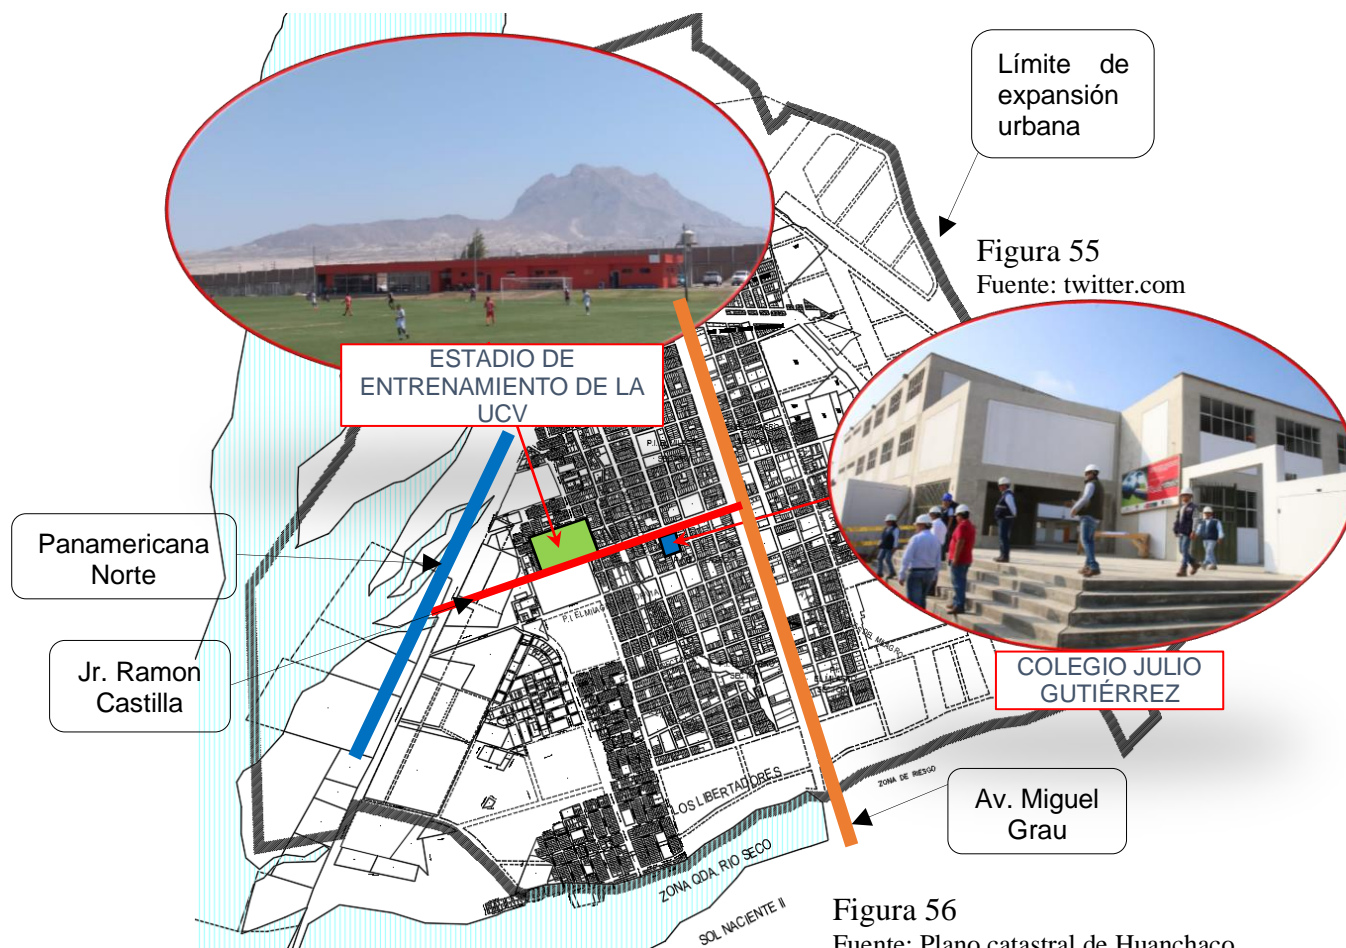 Límite de
expansión
urbana
Figura 55
Fuente: twitter.com
ESTADIO DE
ENTRENAMIENTO DE LA
UCV
Panamericana
Norte
P.I. ELMILAG
Jr. Ramon
Castilla
COLEGIO JULIO
GUTIÉRREZ
LOS LIBERTADORES
ZONA DE RIESGO
Av. Miguel
Grau
ZONA QDA. RIO SECO
SOL NACIENTE II
Figura 56
Fuente: Plano catastral de Huanchaco